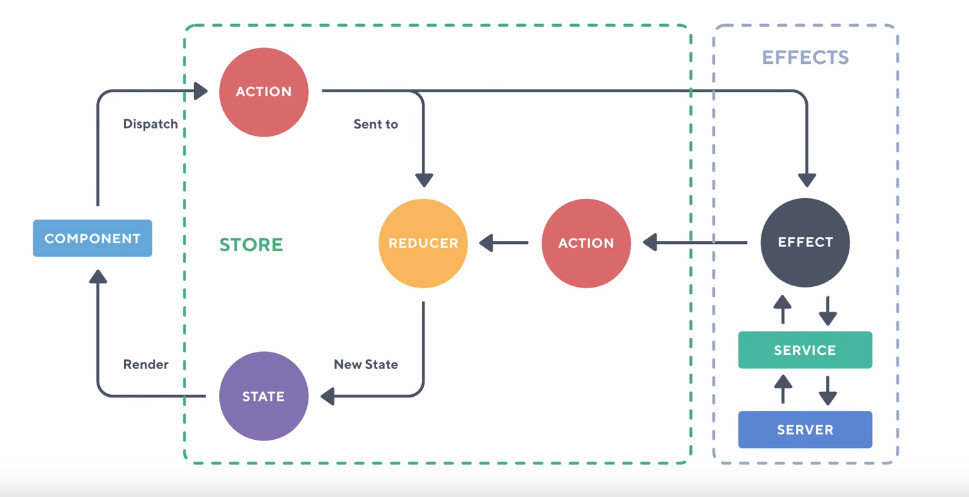 EFFECTS
ACTION
Dispatch
Sent to
COMPONENT
STORE
REDUCER
ACTION
EFFECT
SERVICE
Render
New State
STATE
SERVER